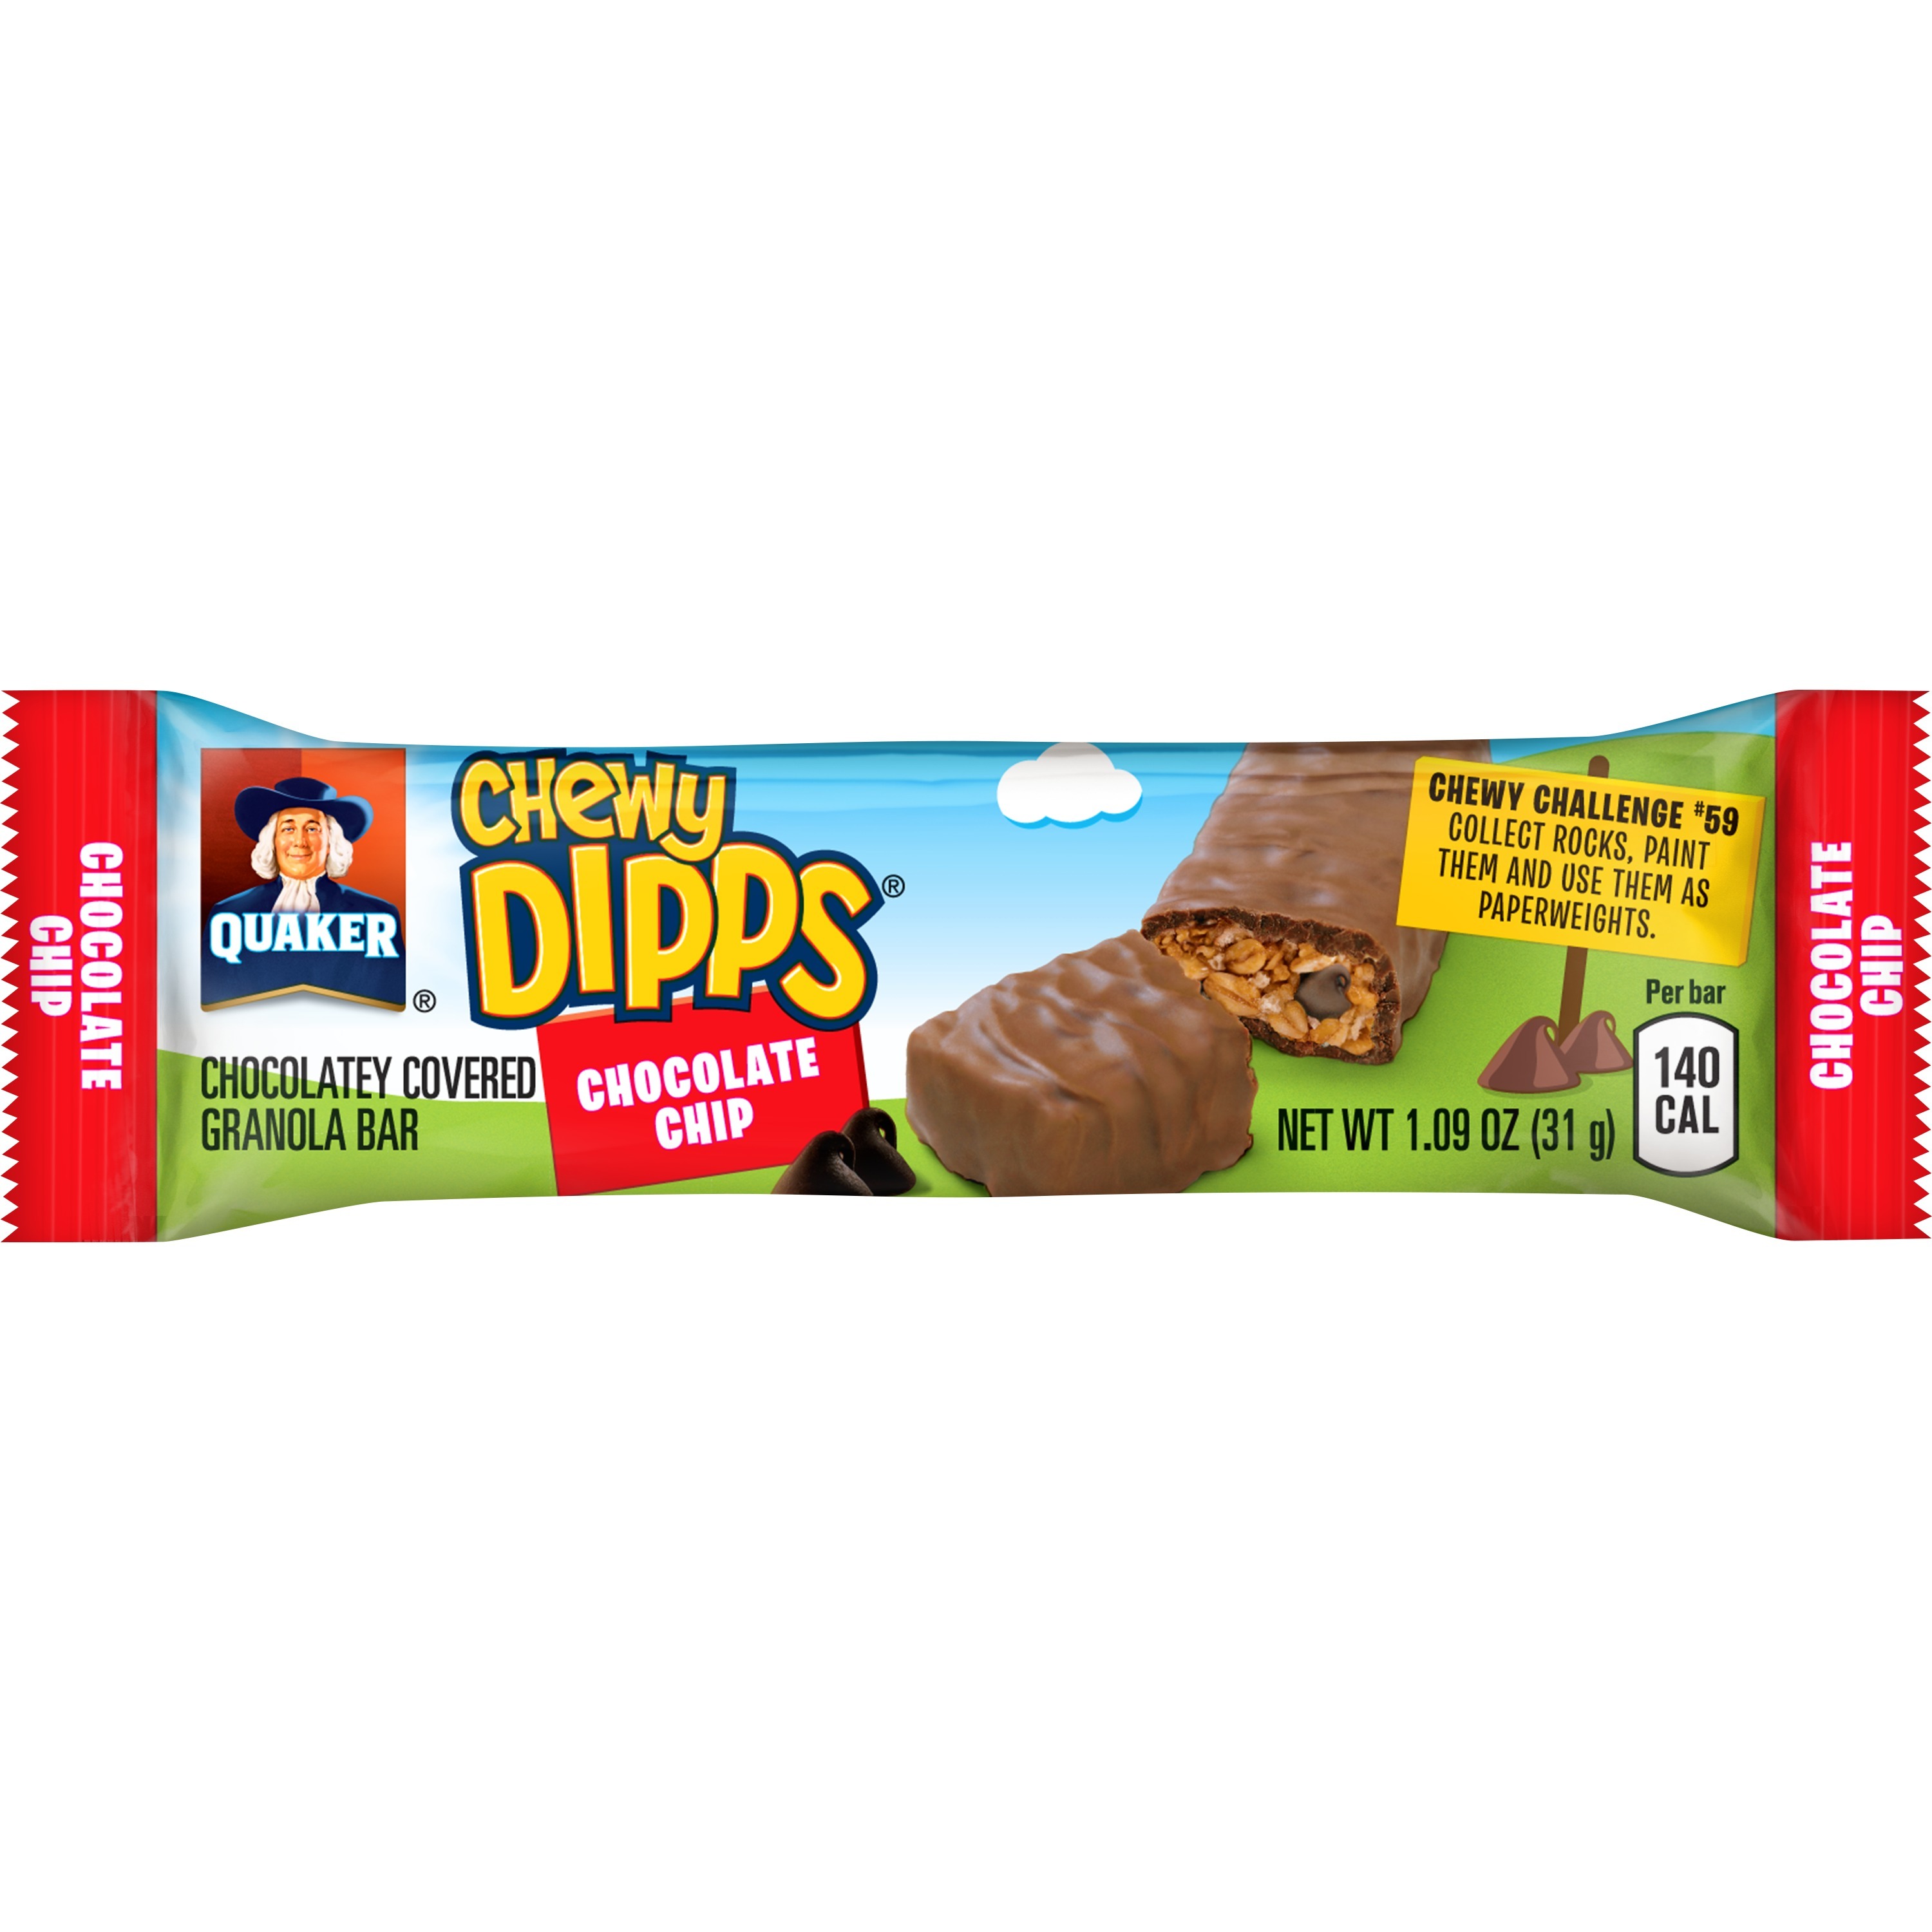 CHOCOLATE
CHIP
QUAKER
®
CHEWY
DIPPS®
CHOCOLATEY COVERED
GRANOLA BAR
CHOCOLATE
CHIP
CHEWY CHALLENGE #59
COLLECT ROCKS, PAINT
THEM AND USE THEM AS
PAPERWEIGHTS.
Per bar
140
CAL
NET WT 1.09 OZ (31 g)
CHOCOLATE
CHIP